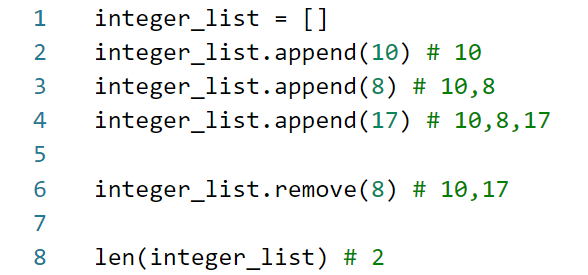 1 integer_list = []
2 integer_list.append(10) # 10
3 integer_list.append(8) # 10,8
4 integer_list.append(17) # 10,8,17
5
6 integer_list.remove(8) # 10,17
7
8 len(integer_list) # 2